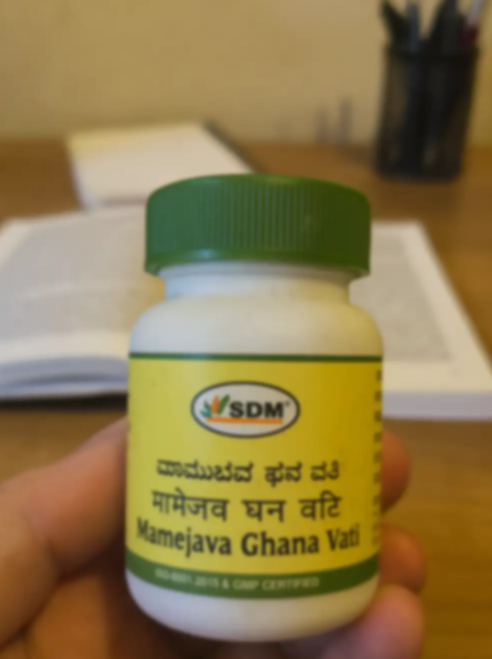 SDM®
ಮಾಮೆಜವ ಘನ ವಟಿ
मामेजव घन वटि
Mamejava Ghana Vati
ISO-9001:2015 & GMP CERTIFIED